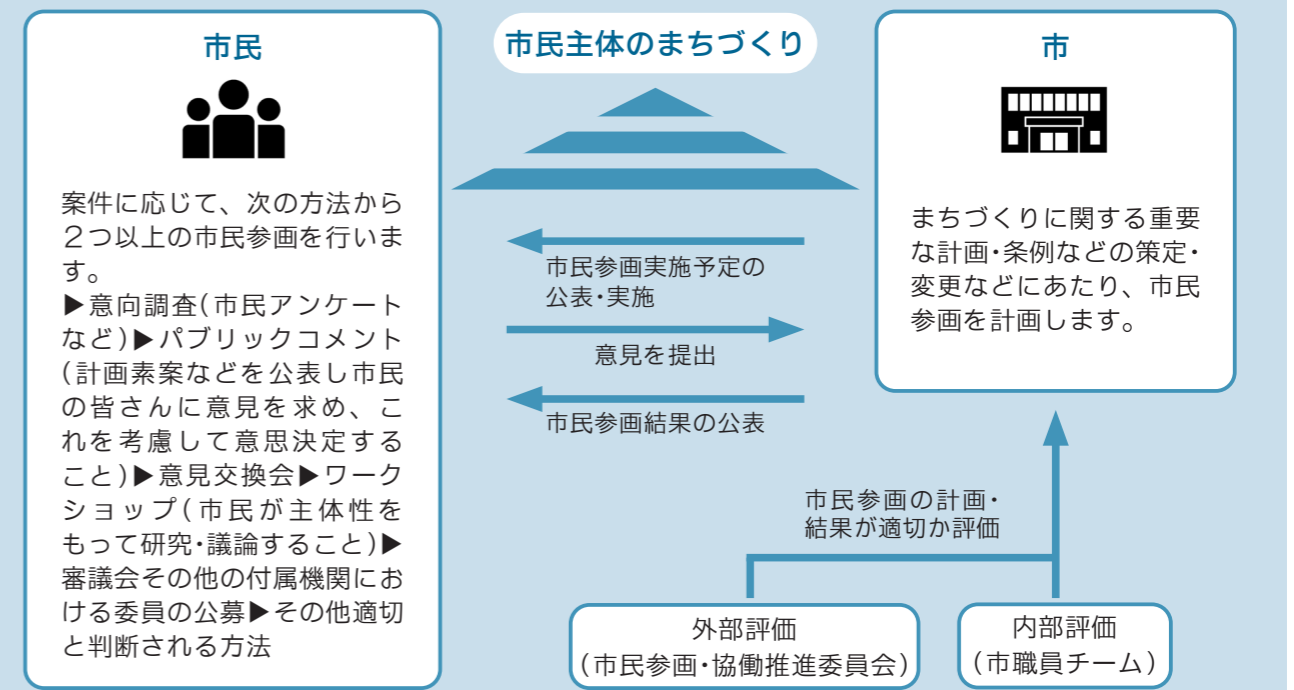 市民
案件に応じて、次の方法から
２つ以上の市民参画を行いま
す。
▶意向調査(市民アンケート
など)▶パブリックコメント
(計画素案などを公表し市民
の皆さんに意見を求め、こ
れを考慮して意思決定する
こと)▶意見交換会▶ワーク
ショップ(市民が主体性を
もって研究・議論すること)▶
審議会その他の付属機関にお
ける委員の公募▶その他適切
と判断される方法
市民主体のまちづくり
市民参画実施予定の
公表・実施
意見を提出
市民参画結果の公表
市
まちづくりに関する重要
な計画・条例などの策定・
変更などにあたり、市民
参画を計画します。
市民参画の計画・
結果が適切か評価
外部評価
(市民参画・協働推進委員会)
内部評価
(市職員チーム)